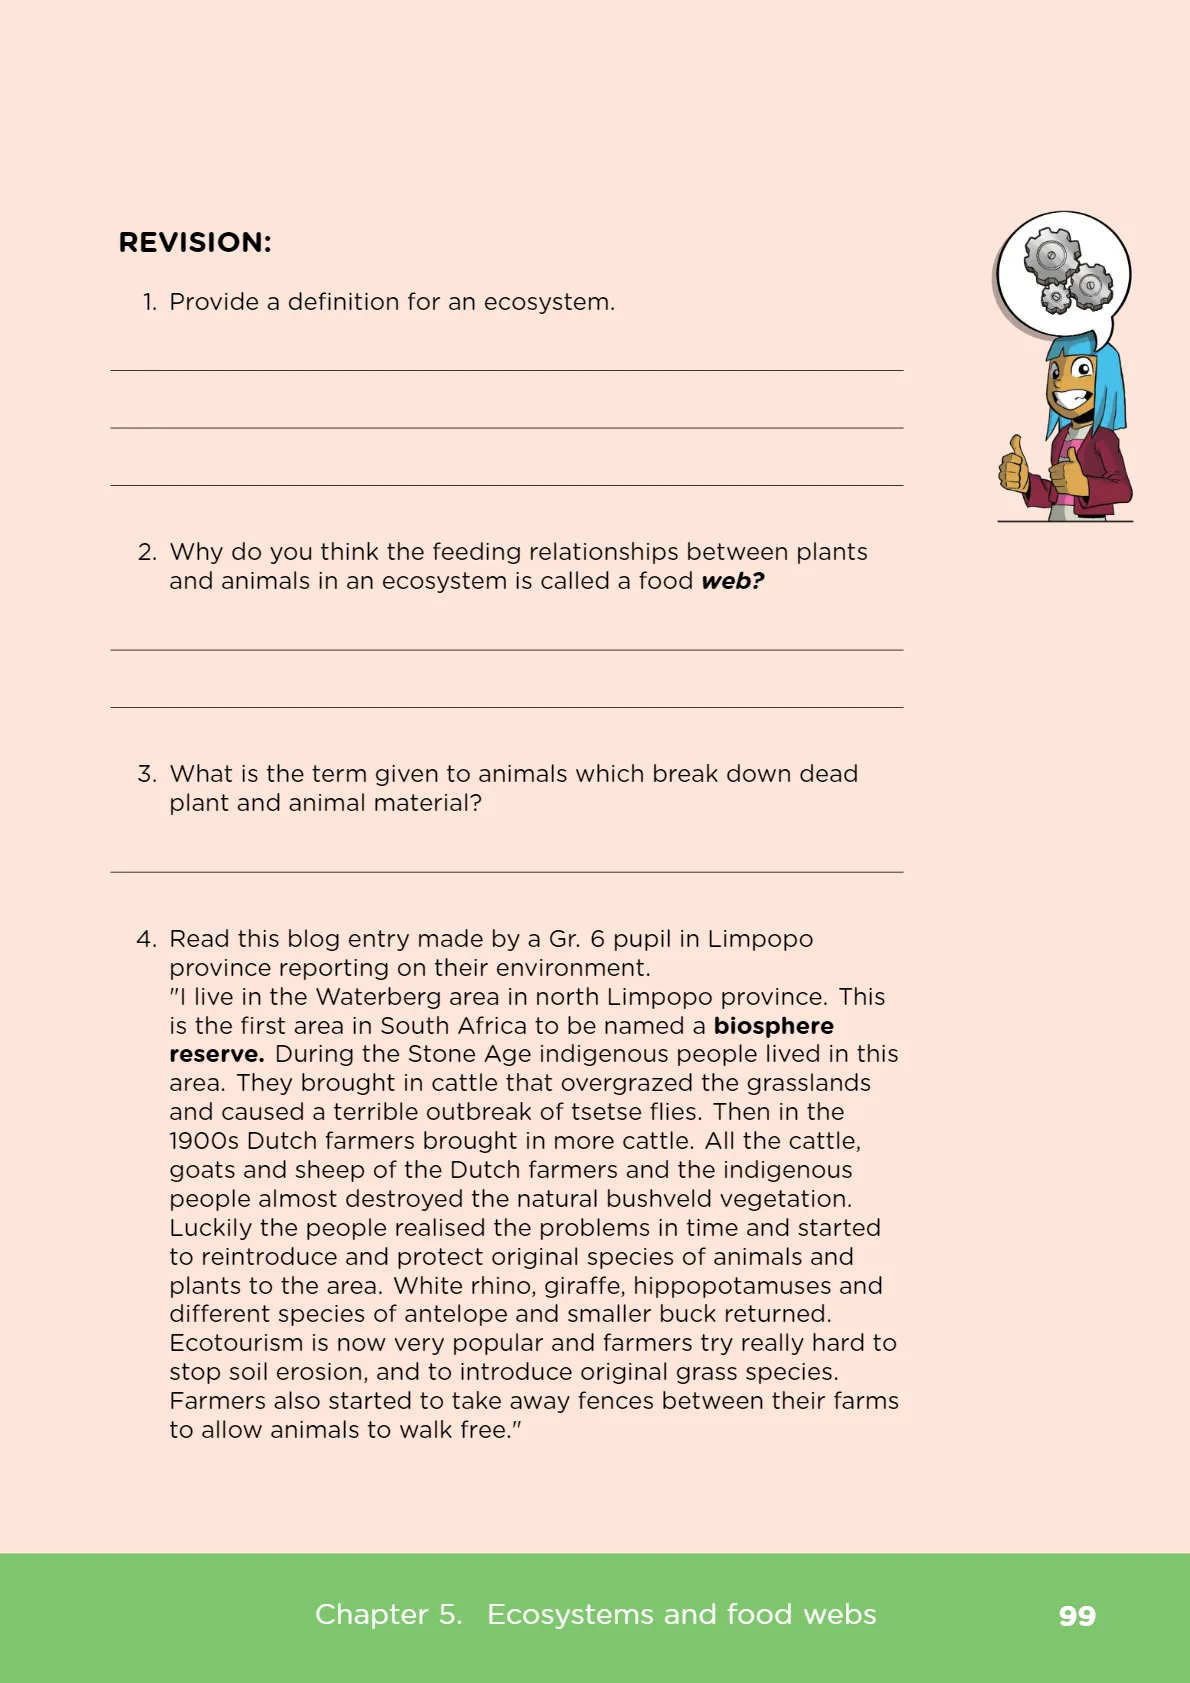 REVISION:
1. Provide a definition for an ecosystem.
2. Why do you think the feeding relationships between plants
and animals in an ecosystem is called a food web?
3. What is the term given to animals which break down dead
plant and animal material?
4. Read this blog entry made by a Gr. 6 pupil in Limpopo
province reporting on their environment.
"I live in the Waterberg area in north Limpopo province. This
is the first area in South Africa to be named a biosphere
reserve. During the Stone Age indigenous people lived in this
area. They brought in cattle that overgrazed the grasslands
and caused a terrible outbreak of tsetse flies. Then in the
1900s Dutch farmers brought in more cattle. All the cattle,
goats and sheep of the Dutch farmers and the indigenous
people almost destroyed the natural bushveld vegetation.
Luckily the people realised the problems in time and started
to reintroduce and protect original species of animals and
plants to the area. White rhino, giraffe, hippopotamuses and
different species of antelope and smaller buck returned.
Ecotourism is now very popular and farmers try really hard to
stop soil erosion, and to introduce original grass species.
Farmers also started to take away fences between their farms
to allow animals to walk free."
Chapter 5. Ecosystems and food webs 99